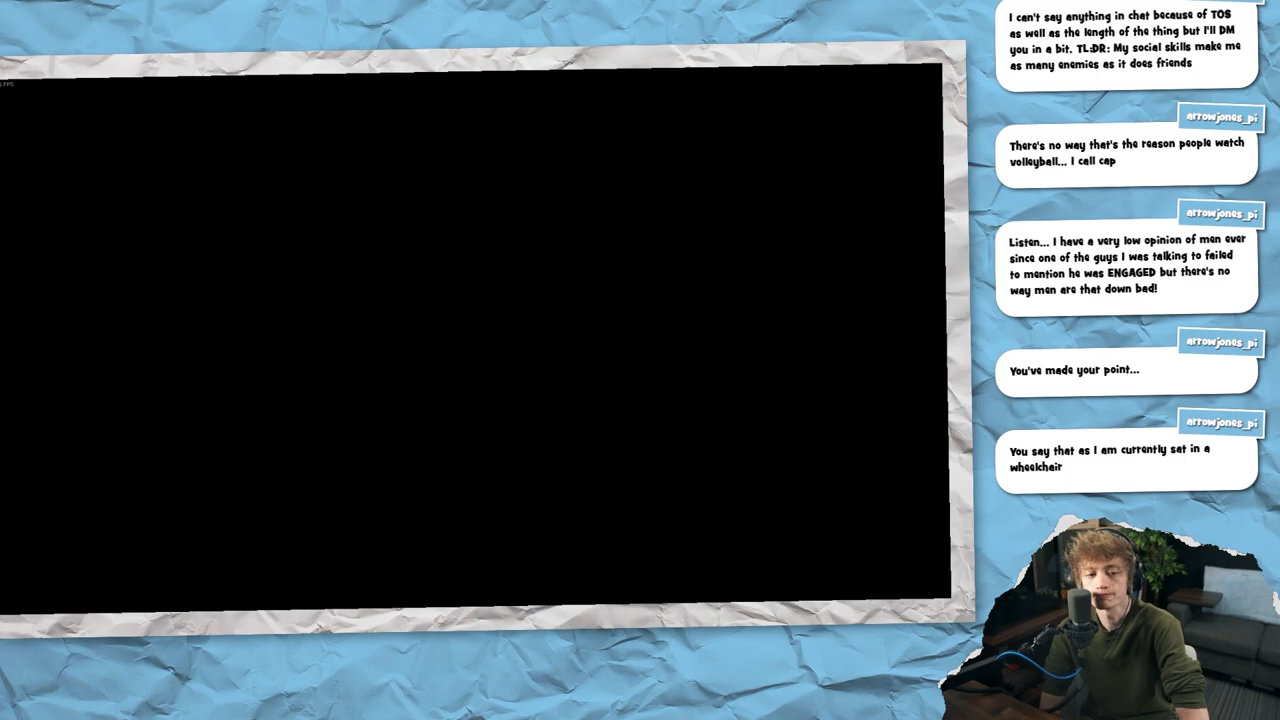 FPS
I can't say anything in chat because of TOS
as well as the length of the thing but I'll DM
you in a bit. TL:DR: My social skills make me
as many enemies as it does friends
arrowjones_pi
There's no way that's the reason people watch
volleyball... I call cap
arrowjones_pi
Listen... I have a very low opinion of men ever
since one of the guys I was talking to failed
to mention he was ENGAGED but there's no
way men are that down bad!
arrowjones_pi
You've made your point...
arrowjones_pi
You say that as I am currently sat in a
wheelchair